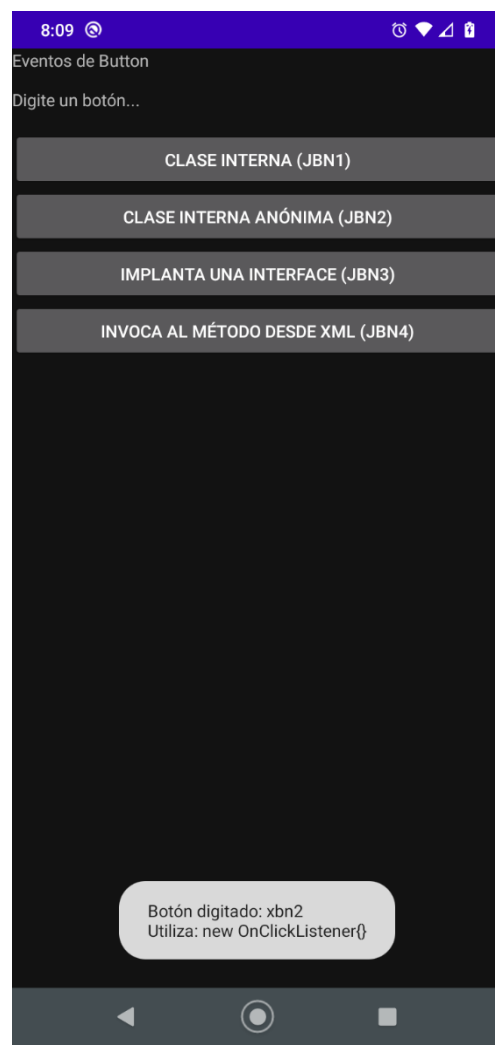 8:09
Eventos de Button
Digite un botón...
CLASE INTERNA (JBN1)
CLASE INTERNA ANÓNIMA (JBN2)
IMPLANTA UNA INTERFACE (JBN3)
INVOCA AL MÉTODO DESDE XML (JBN4)
Botón digitado: xbn2
Utiliza: new OnClickListener{}